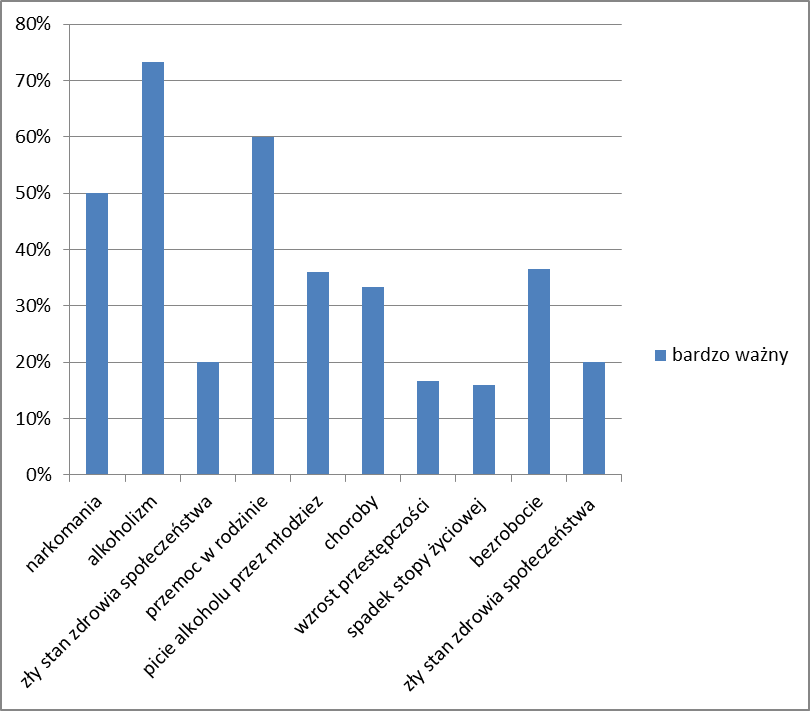 80%
70%
60%
50%
40%
30%
20%
10%
0%
narkomania
alkoholizm
zły stan zdrowia społeczeństwa
przemoc w rodzinie
picie alkoholu przez młodziez
choroby
wzrost przestępczości
spadek stopy życiowej
bezrobocie
zły stan zdrowia społeczeństwa
bardzo ważny